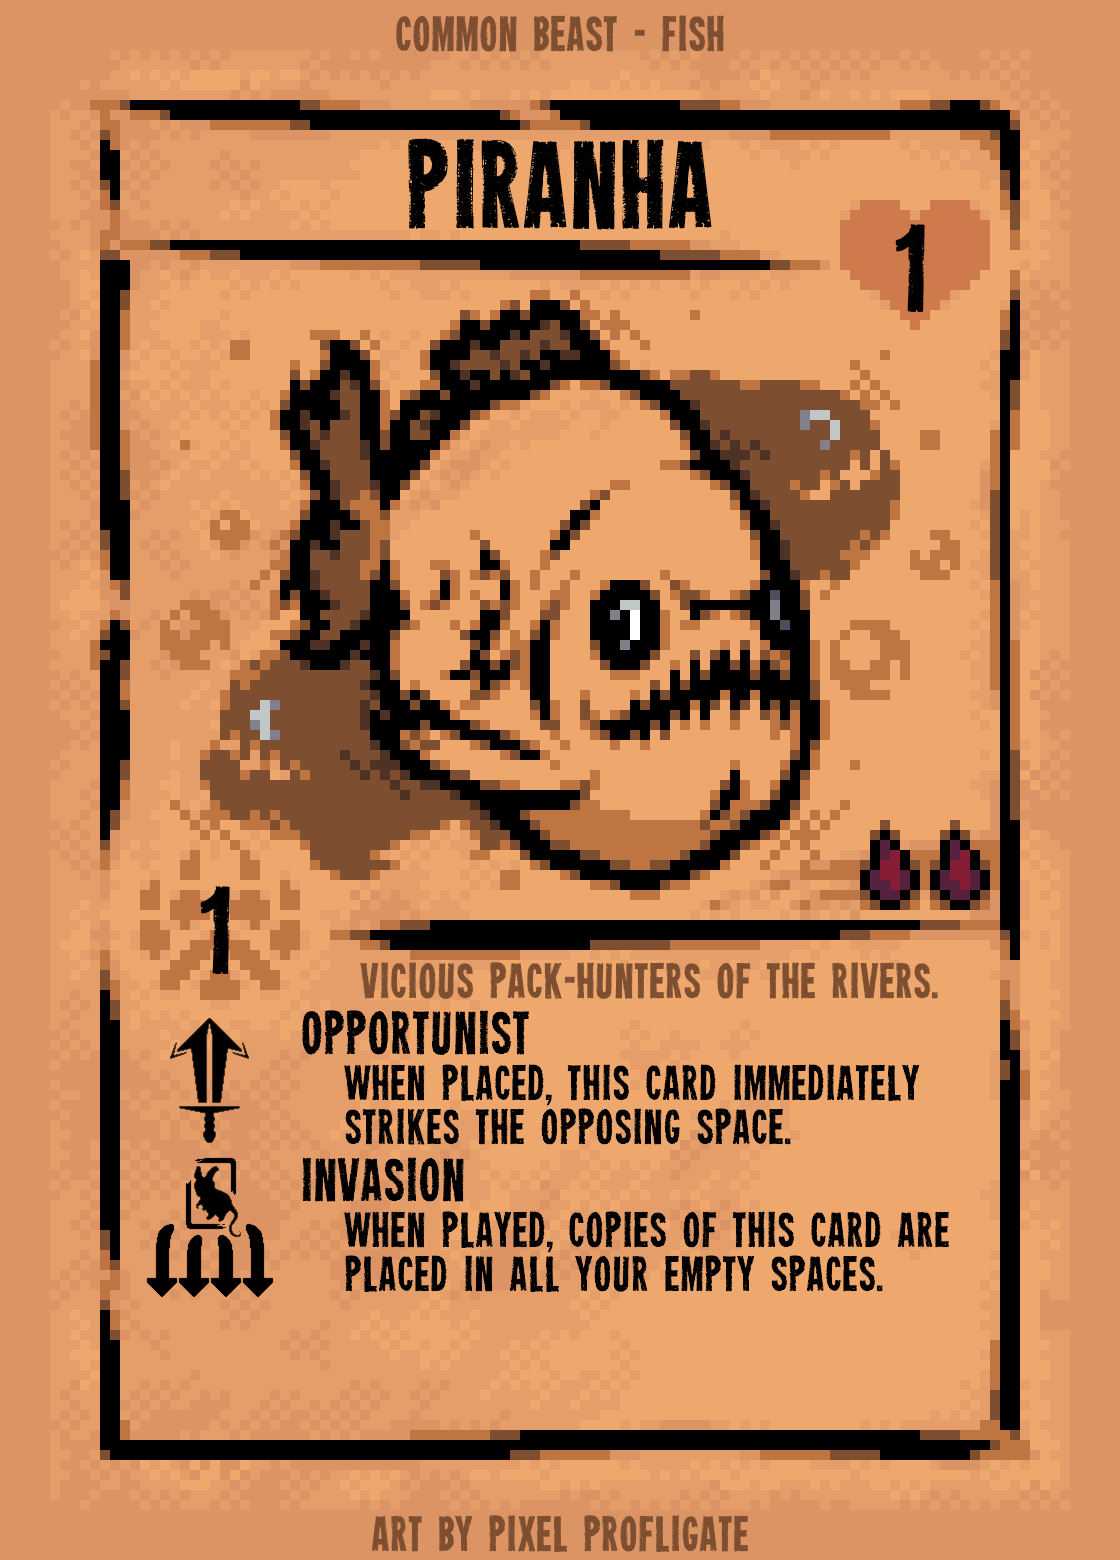 COMMON BEAST - FISH
PIRANHA
1
1
VICIOUS PACK-HUNTERS OF THE RIVERS.
OPPORTUNIST
WHEN PLACED, THIS CARD IMMEDIATELY
STRIKES THE OPPOSING SPACE.
INVASION
WHEN PLAYED, COPIES OF THIS CARD ARE
PLACED IN ALL YOUR EMPTY SPACES.
ART BY PIXEL PROFLIGATE